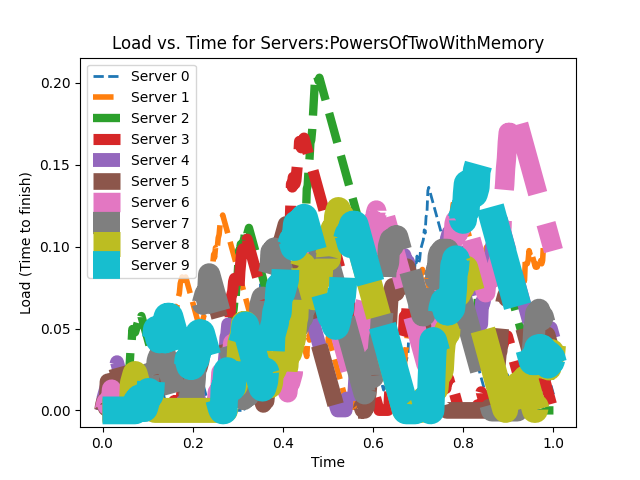 Load vs. Time for Servers:PowersOfTwoWithMemory
Load (Time to finish)
0.20
0.15
0.10
0.05
0.00
Server 0
Server 1
Server 2
Server 3
Server 4
Server 5
Server 6
Server 7
Server 8
Server 9
0.0 0.2 0.4 0.6 0.8 1.0
Time